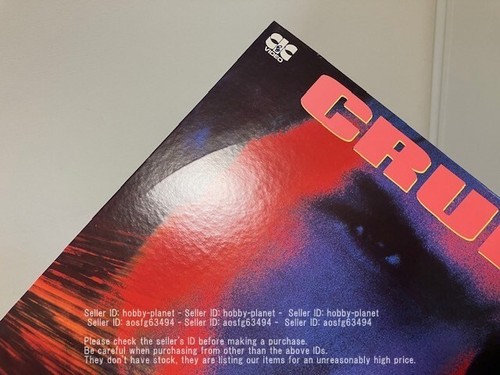 CIC
VIDEO
CRU
Seller ID: hobby-planet - Seller ID: hobby-planet - Seller ID: hobby-planet
Seller ID: aosfg63494 - Seller ID: aosfg63494 - Seller ID: aosfg63494
Please check the seller's ID before making a purchase.
Be careful when purchasing from other than the above IDs.
They don't have stock, they are listing our items for an unreasonably high price.